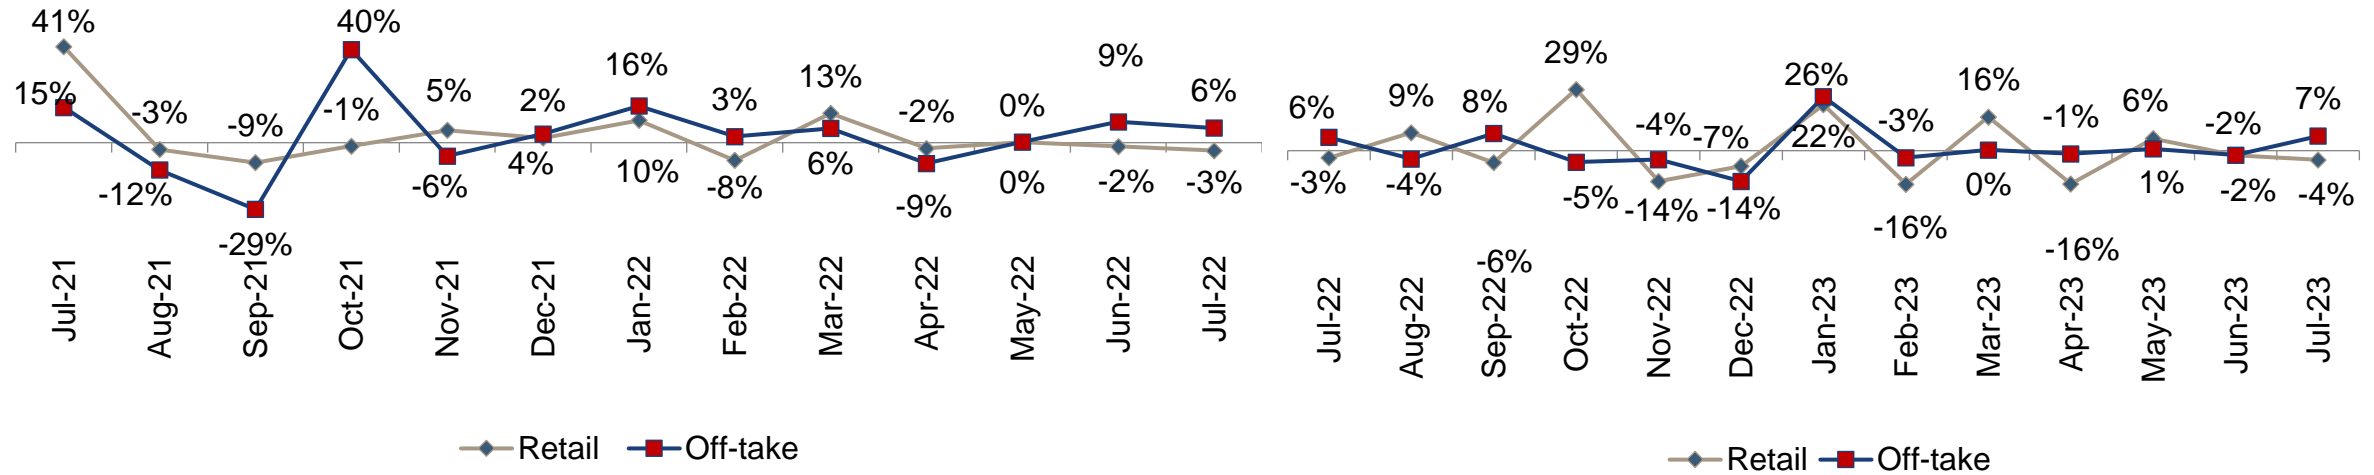 41%
15%
-3%
-12%
-9%
-29%
40%
-1%
5%
-6%
2%
4%
16%
10%
3%
-8%
13%
6%
-2%
-9%
0%
0%
9%
-2%
6%
-3%
Jul-21
Aug-21
Sep-21
Oct-21
Nov-21
Dec-21
Jan-22
Feb-22
Mar-22
Apr-22
May-22
Jun-22
Jul-22
Retail
Off-take
6%
-3%
9%
-4%
8%
-6%
29%
-5%
-4%
-14%
-7%
-14%
26%
22%
-3%
-16%
16%
0%
-1%
-16%
6%
1%
-2%
-2%
7%
-4%
Jul-22
Aug-22
Sep-22
Oct-22
Nov-22
Dec-22
Jan-23
Feb-23
Mar-23
Apr-23
May-23
Jun-23
Jul-23
Retail
Off-take